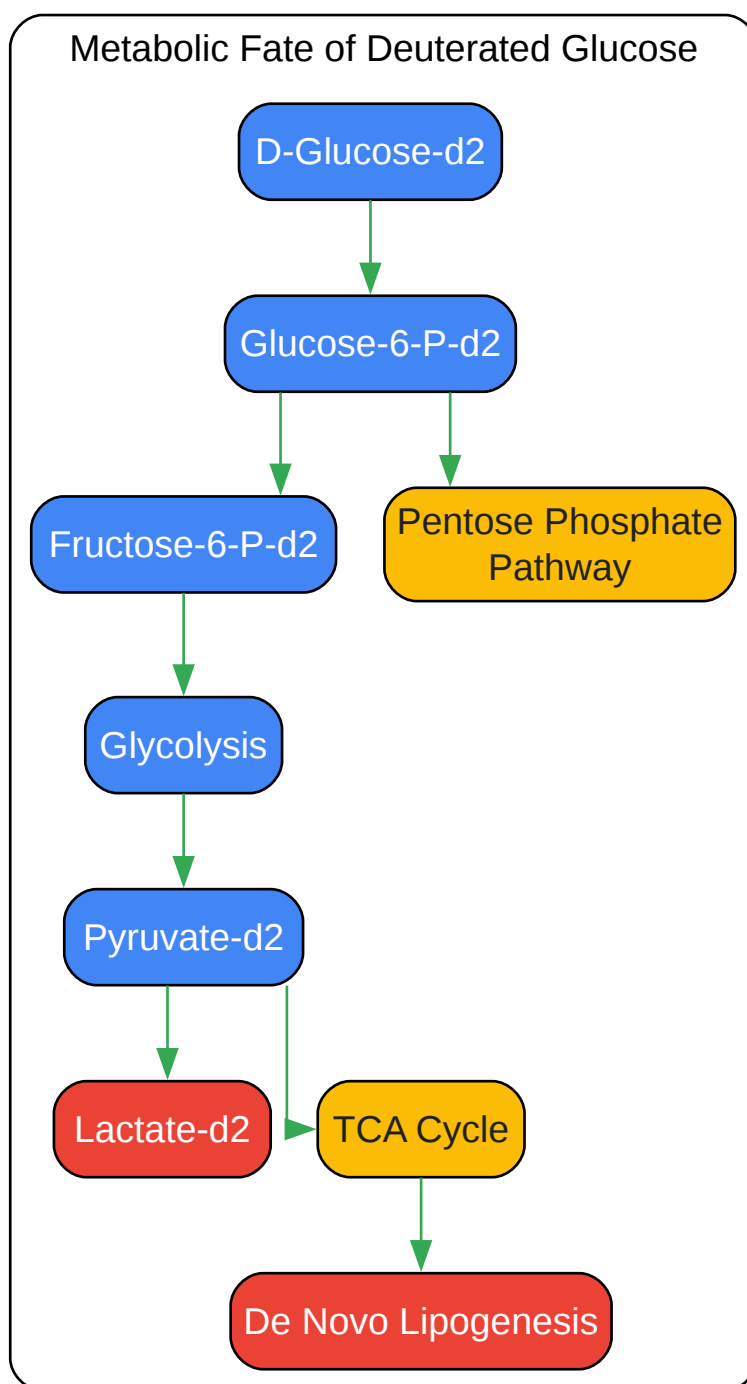 Metabolic Fate of Deuterated Glucose
D-Glucose-d2
Glucose-6-P-d2
Fructose-6-P-d2
Pentose Phosphate
Pathway
Glycolysis
Pyruvate-d2
Lactate-d2
TCA Cycle
De Novo Lipogenesis